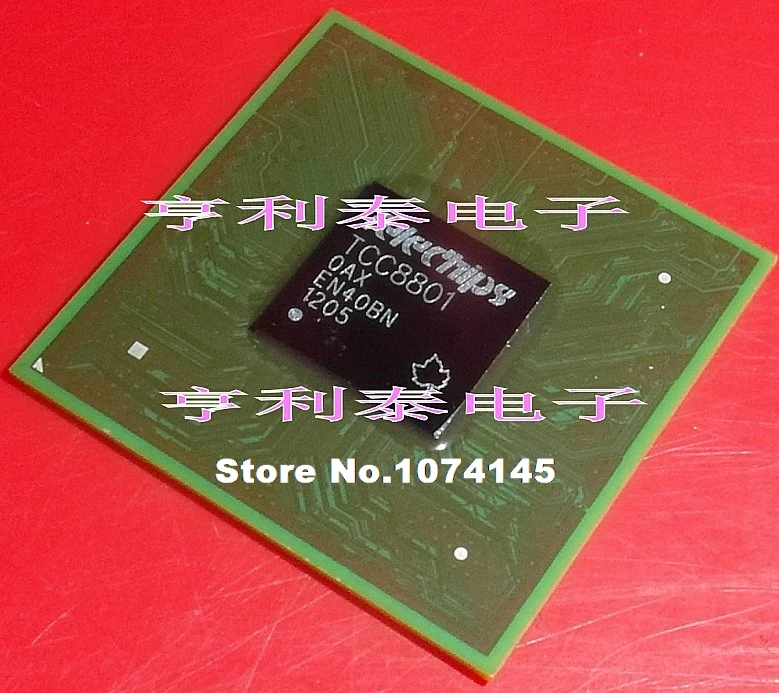 亨利泰电子
Telechips
TCC8801
0AX
EN40BN
1205
亨利泰电子
Store No.1074145